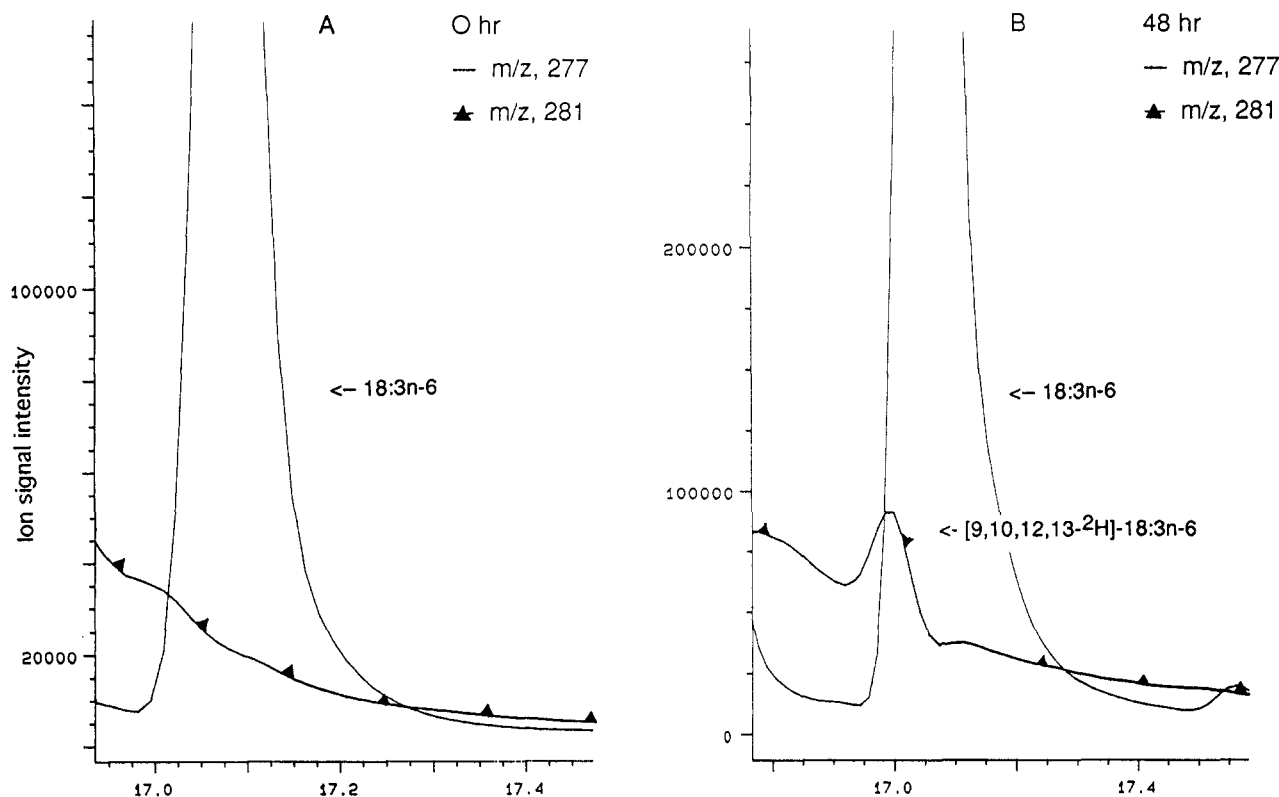 A
O hr
m/z, 277
m/z, 281
100000
20000
Ion signal intensity
<– 18:3n-6
17.0
17.2
17.4
B
48 hr
m/z, 277
m/z, 281
200000
100000
0
<– 18:3n-6
<- [9,10,12,13-²H]-18:3n-6
17.0
17.4